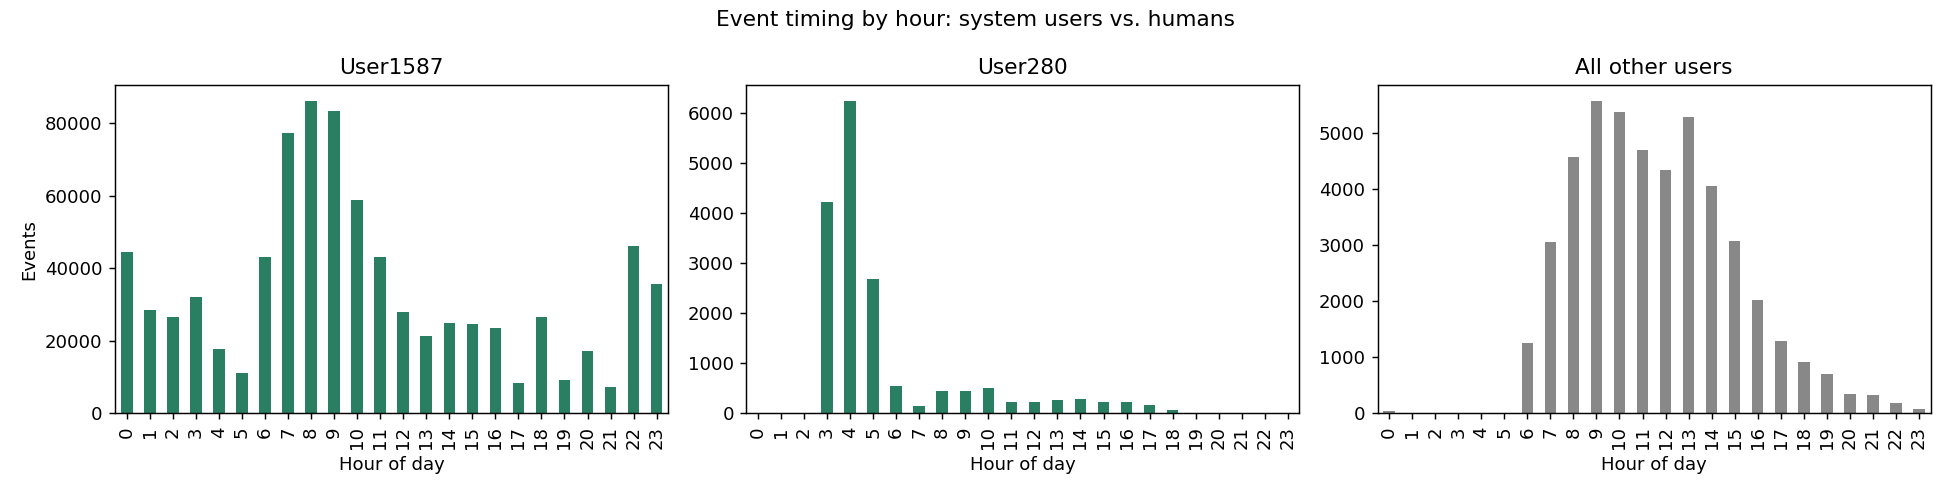 Event timing by hour: system users vs. humans
User1587
Events
80000
60000
40000
20000
0
0 1 2 3 4 5 6 7 8 9 10 11 12 13 14 15 16 17 18 19 20 21 22 23
Hour of day
User280
6000
5000
4000
3000
2000
1000
0
0 1 2 3 4 5 6 7 8 9 10 11 12 13 14 15 16 17 18 19 20 21 22 23
Hour of day
All other users
5000
4000
3000
2000
1000
0
0 1 2 3 4 5 6 7 8 9 10 11 12 13 14 15 16 17 18 19 20 21 22 23
Hour of day